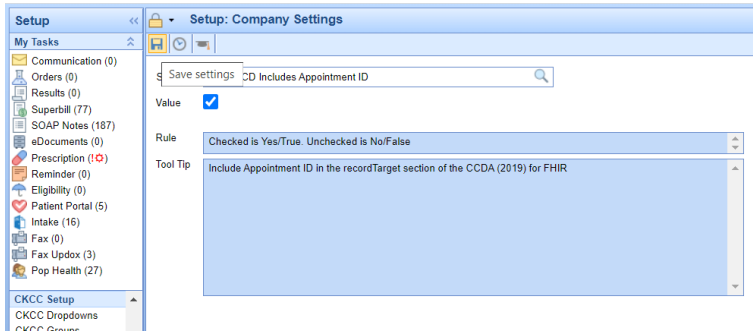 Setup
Setup: Company Settings
My Tasks
Communication (0)
Orders (0)
Results (0)
Superbill (77)
SOAP Notes (187)
eDocuments (0)
Prescription (!✡)
Reminder (0)
Eligibility (0)
Patient Portal (5)
Intake (16)
Fax (0)
Fax Updox (3)
Pop Health (27)
CKCC Setup
CKCC Dropdowns
CKCC Groups
Save settings
CD Includes Appointment ID
Value
Rule
Checked is Yes/True. Unchecked is No/False
Tool Tip
Include Appointment ID in the recordTarget section of the CCDA (2019) for FHIR